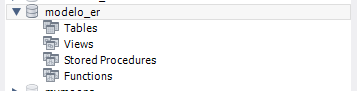 modelo_er
Tables
Views
Stored Procedures
Functions